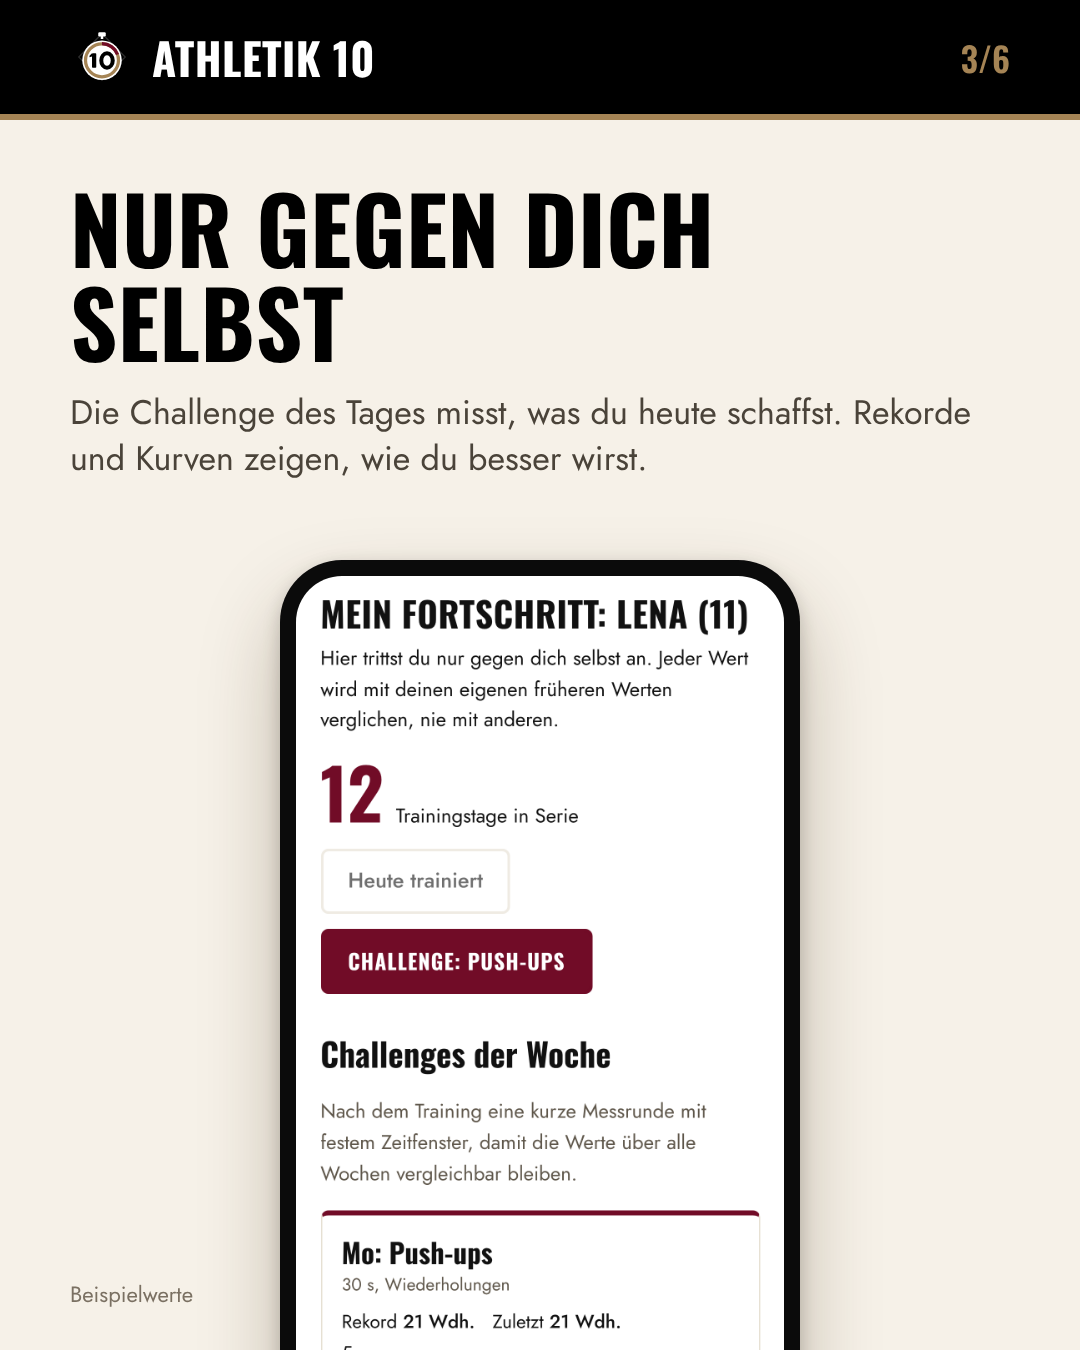 10 ATHLETIK 10
3/6
NUR GEGEN DICH
SELBST
Die Challenge des Tages misst, was du heute schaffst. Rekorde
und Kurven zeigen, wie du besser wirst.
MEIN FORTSCHRITT: LENA (11)
Hier trittst du nur gegen dich selbst an. Jeder Wert
wird mit deinen eigenen früheren Werten
verglichen, nie mit anderen.
12 Trainingstage in Serie
Heute trainiert
CHALLENGE: PUSH-UPS
Challenges der Woche
Nach dem Training eine kurze Messrunde mit
festem Zeitfenster, damit die Werte über alle
Wochen vergleichbar bleiben.
Mo: Push-ups
30 s, Wiederholungen
Rekord 21 Wdh. Zuletzt 21 Wdh.
Beispielwerte